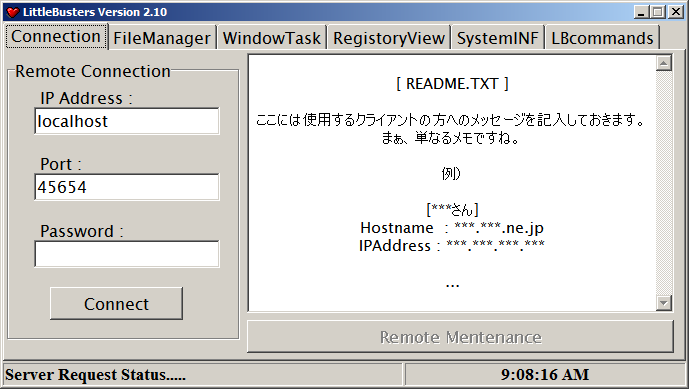 LittleBusters Version 2.10
Connection FileManager WindowTask RegistoryView SystemINF LBcommands
Remote Connection
IP Address :
localhost
Port :
45654
Password :
Connect
[ README.TXT ]
ここには使用するクライアントの方へのメッセージを記入しておきます。
まぁ、単なるメモですね。
例)
[***さん]
Hostname : ***.***.ne.jp
IPAddress : ***.***.***.***
...
Remote Mentenance
Server Request Status.....
9:08:16 AM